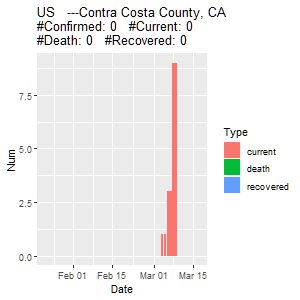 US   ---Contra Costa County, CA
#Confirmed: 0   #Current: 0
#Death: 0   #Recovered: 0
Num
7.5
5.0
2.5
0.0
Feb 01 Feb 15 Mar 01 Mar 15
Date
Type
current
death
recovered